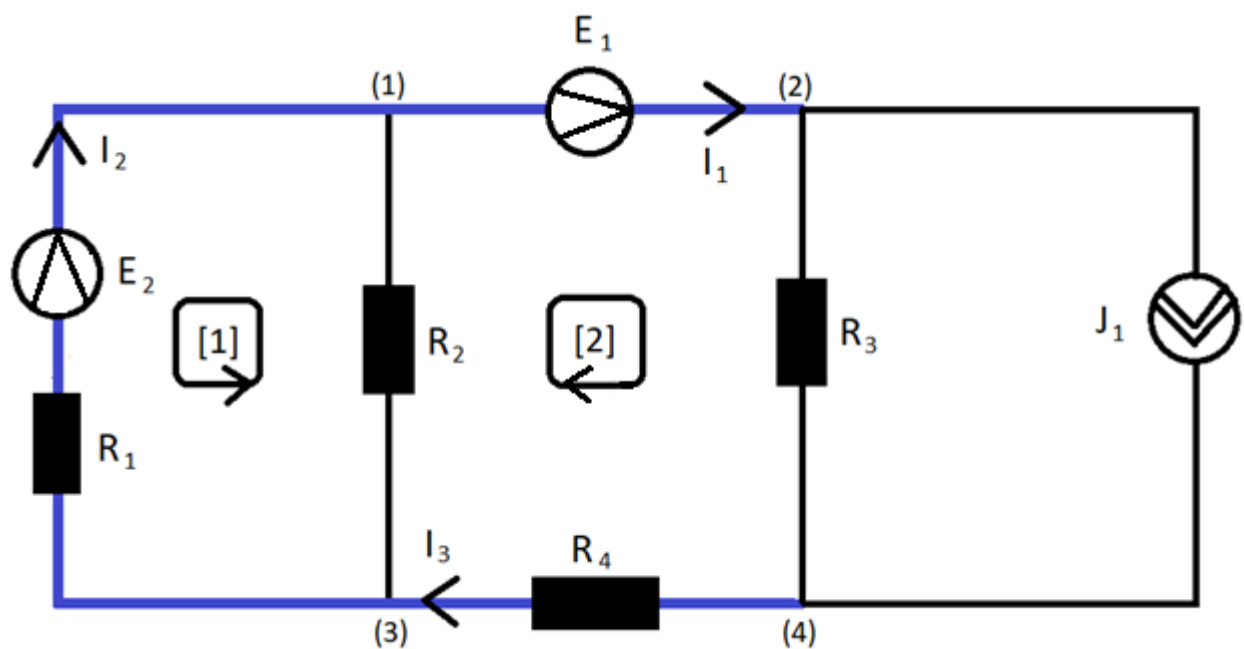 E₁
(1)
(2)
I₂
I₁
E₂
[1]
R₂
[2]
R₃
J₁
R₁
I₃
R₄
(3)
(4)